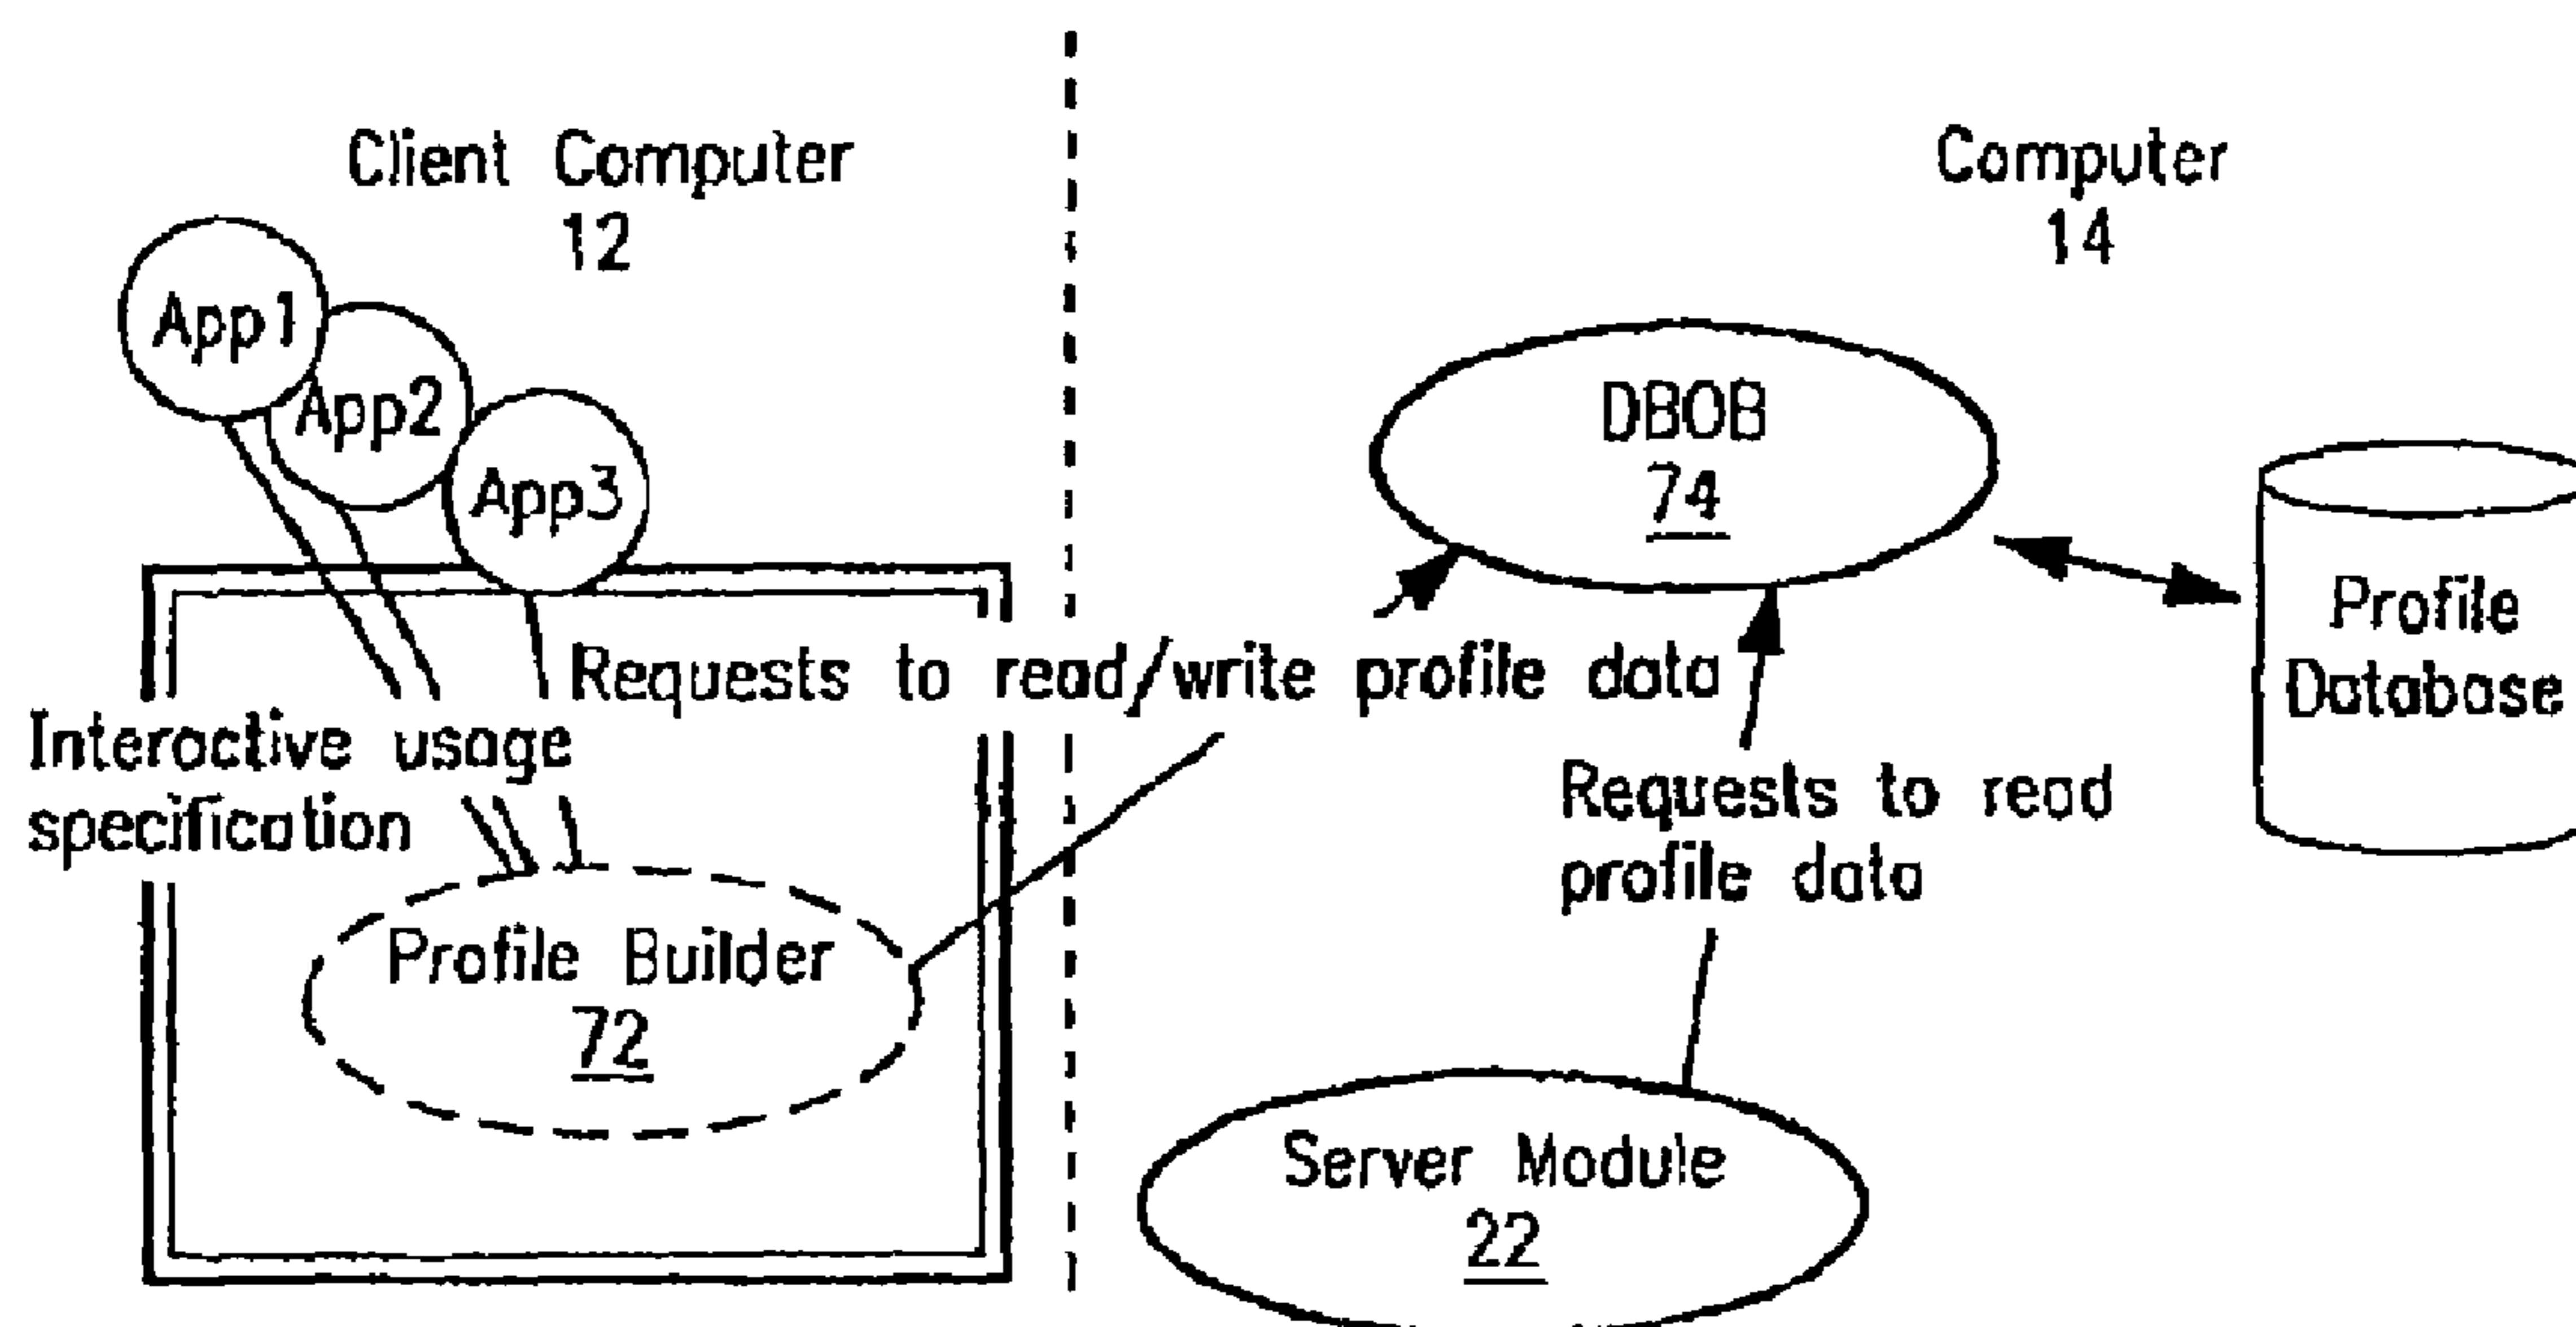 Client Computer
12
Computer
14
App1
App2
App3
DBOB
74
Profile
Database
Requests to read/write profile data
Interactive usage
specification
Requests to read
profile data
Profile Builder
72
Server Module
22